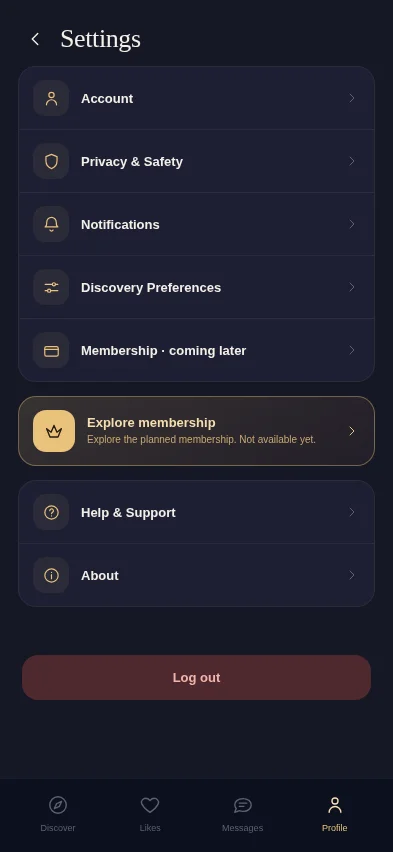 Settings
Account
Privacy & Safety
Notifications
Discovery Preferences
Membership · coming later
Explore membership
Explore the planned membership. Not available yet.
Help & Support
About
Log out
Discover
Likes
Messages
Profile